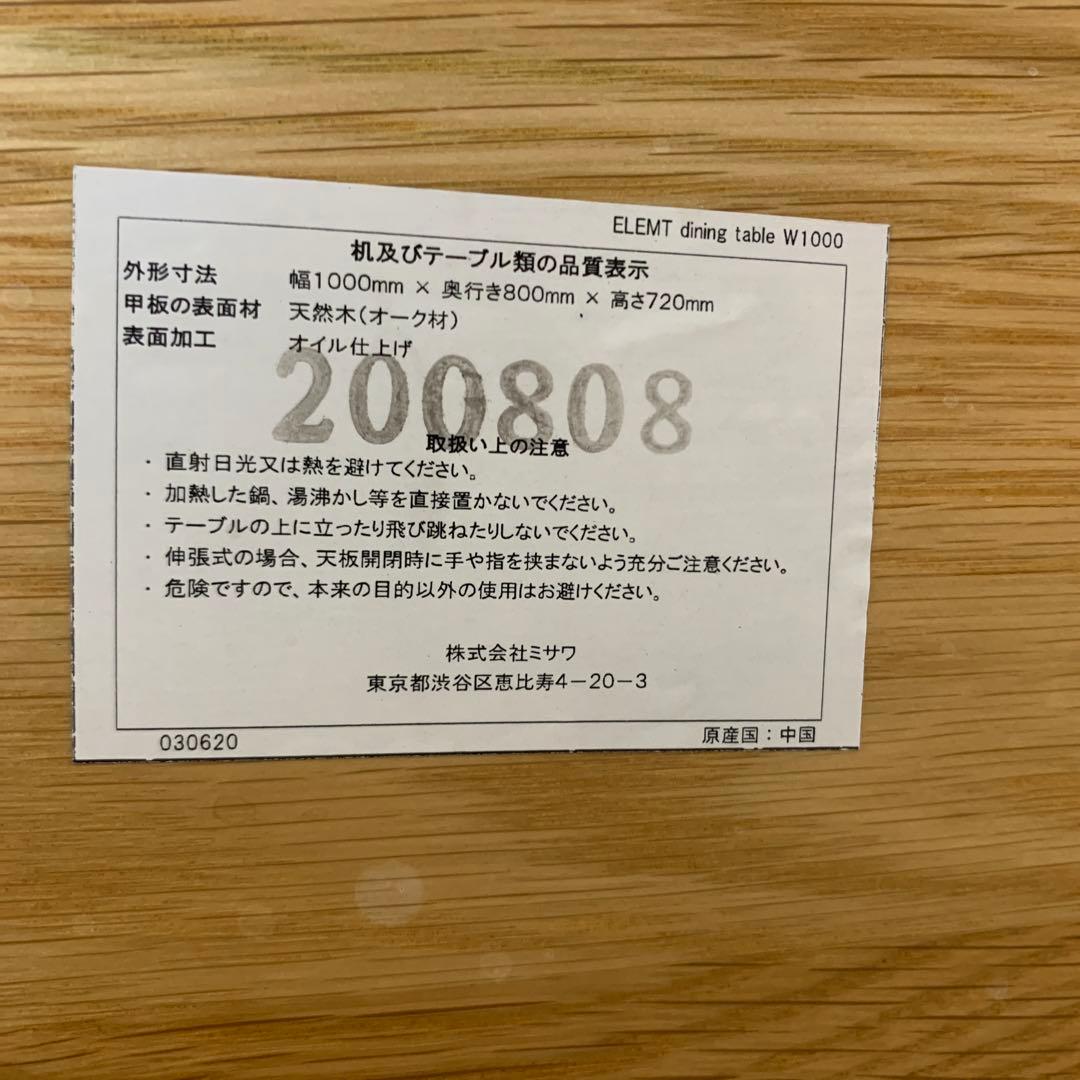 ELEMT dining table W1000
机及びテーブル類の品質表示
外形寸法 幅1000mm × 奥行き800mm × 高さ720mm
甲板の表面材 天然木(オーク材)
表面加工 オイル仕上げ
200808
取扱い上の注意
・ 直射日光又は熱を避けてください。
・ 加熱した鍋、湯沸かし等を直接置かないでください。
・ テーブルの上に立ったり飛び跳ねたりしないでください。
・ 伸張式の場合、天板開閉時に手や指を挟まないよう充分ご注意ください。
・ 危険ですので、本来の目的以外の使用はお避けください。
株式会社ミサワ
東京都渋谷区恵比寿4－20－3
030620 原産国：中国